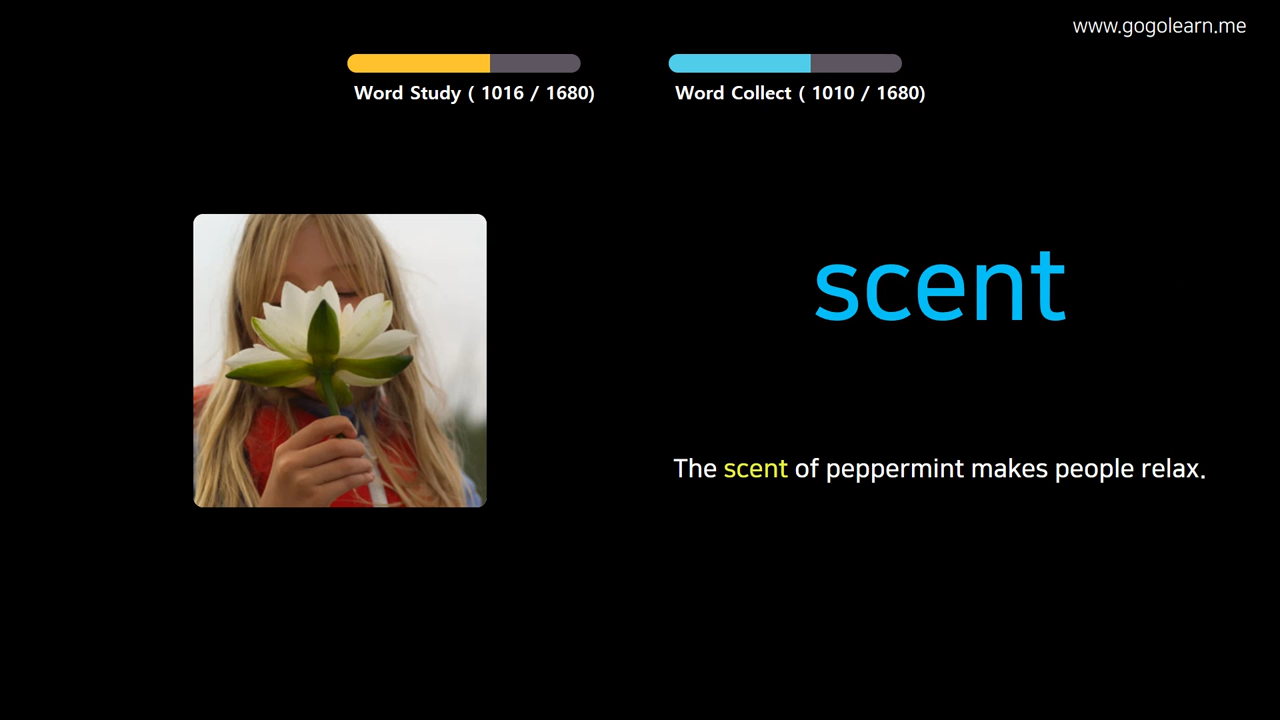 www.gogolearn.me
Word Study ( 1016 / 1680)
Word Collect ( 1010 / 1680)
scent
The scent of peppermint makes people relax.